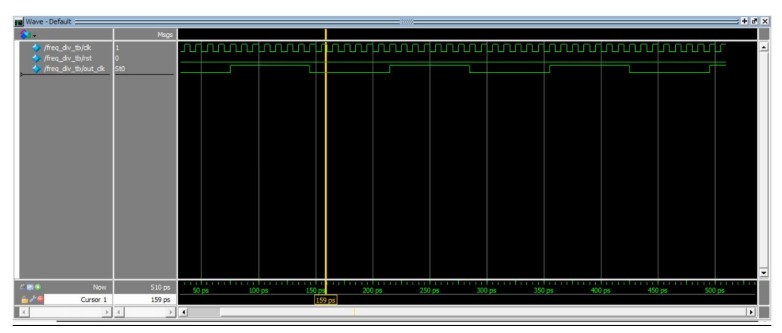 Wave - Default
Msgs
/freq_div_tb/clk 1
/freq_div_tb/rst 0
/freq_div_tb/out_clk St0
Now 510 ps
50 ps 100 ps 150 ps 200 ps 250 ps 300 ps 350 ps 400 ps 450 ps 500 ps
Cursor 1 159 ps
159 ps